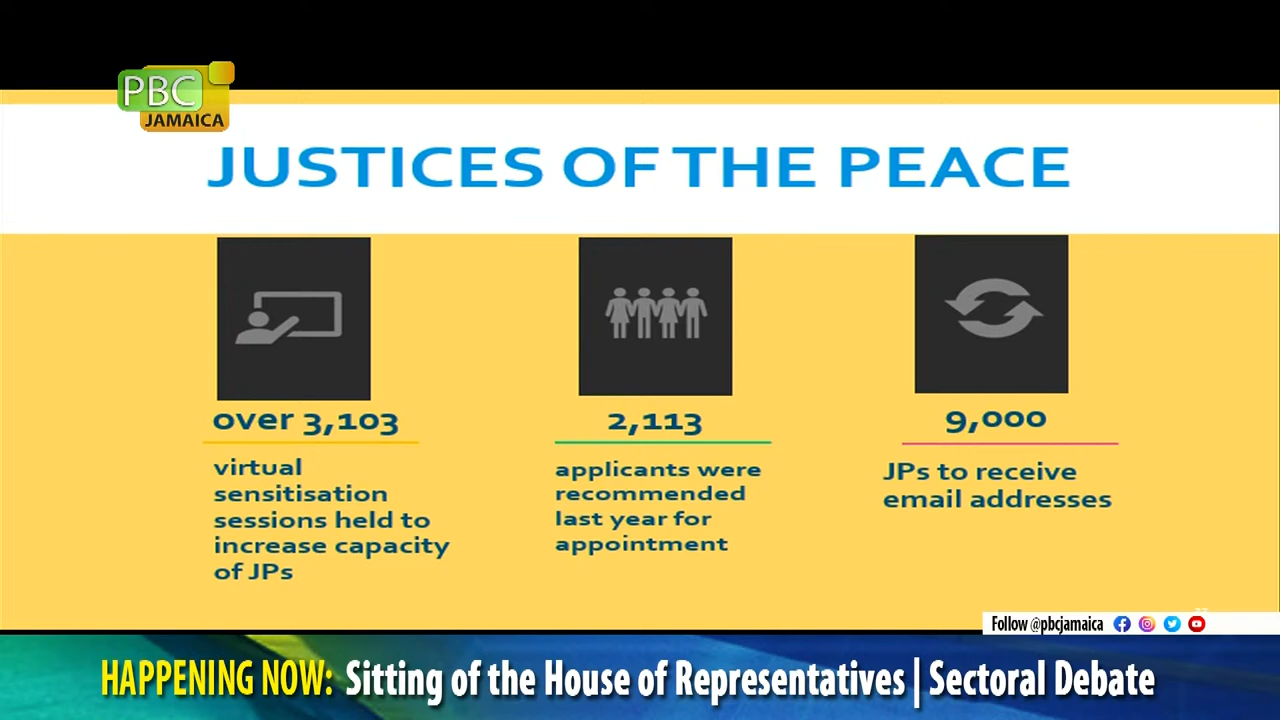 PBC
JAMAICA
JUSTICES OF THE PEACE
over 3,103
virtual
sensitisation
sessions held to
increase capacity
of JPs
2,113
applicants were
recommended
last year for
appointment
9,000
JPs to receive
email addresses
Follow @pbcjamaica
HAPPENING NOW: Sitting of the House of Representatives | Sectoral Debate